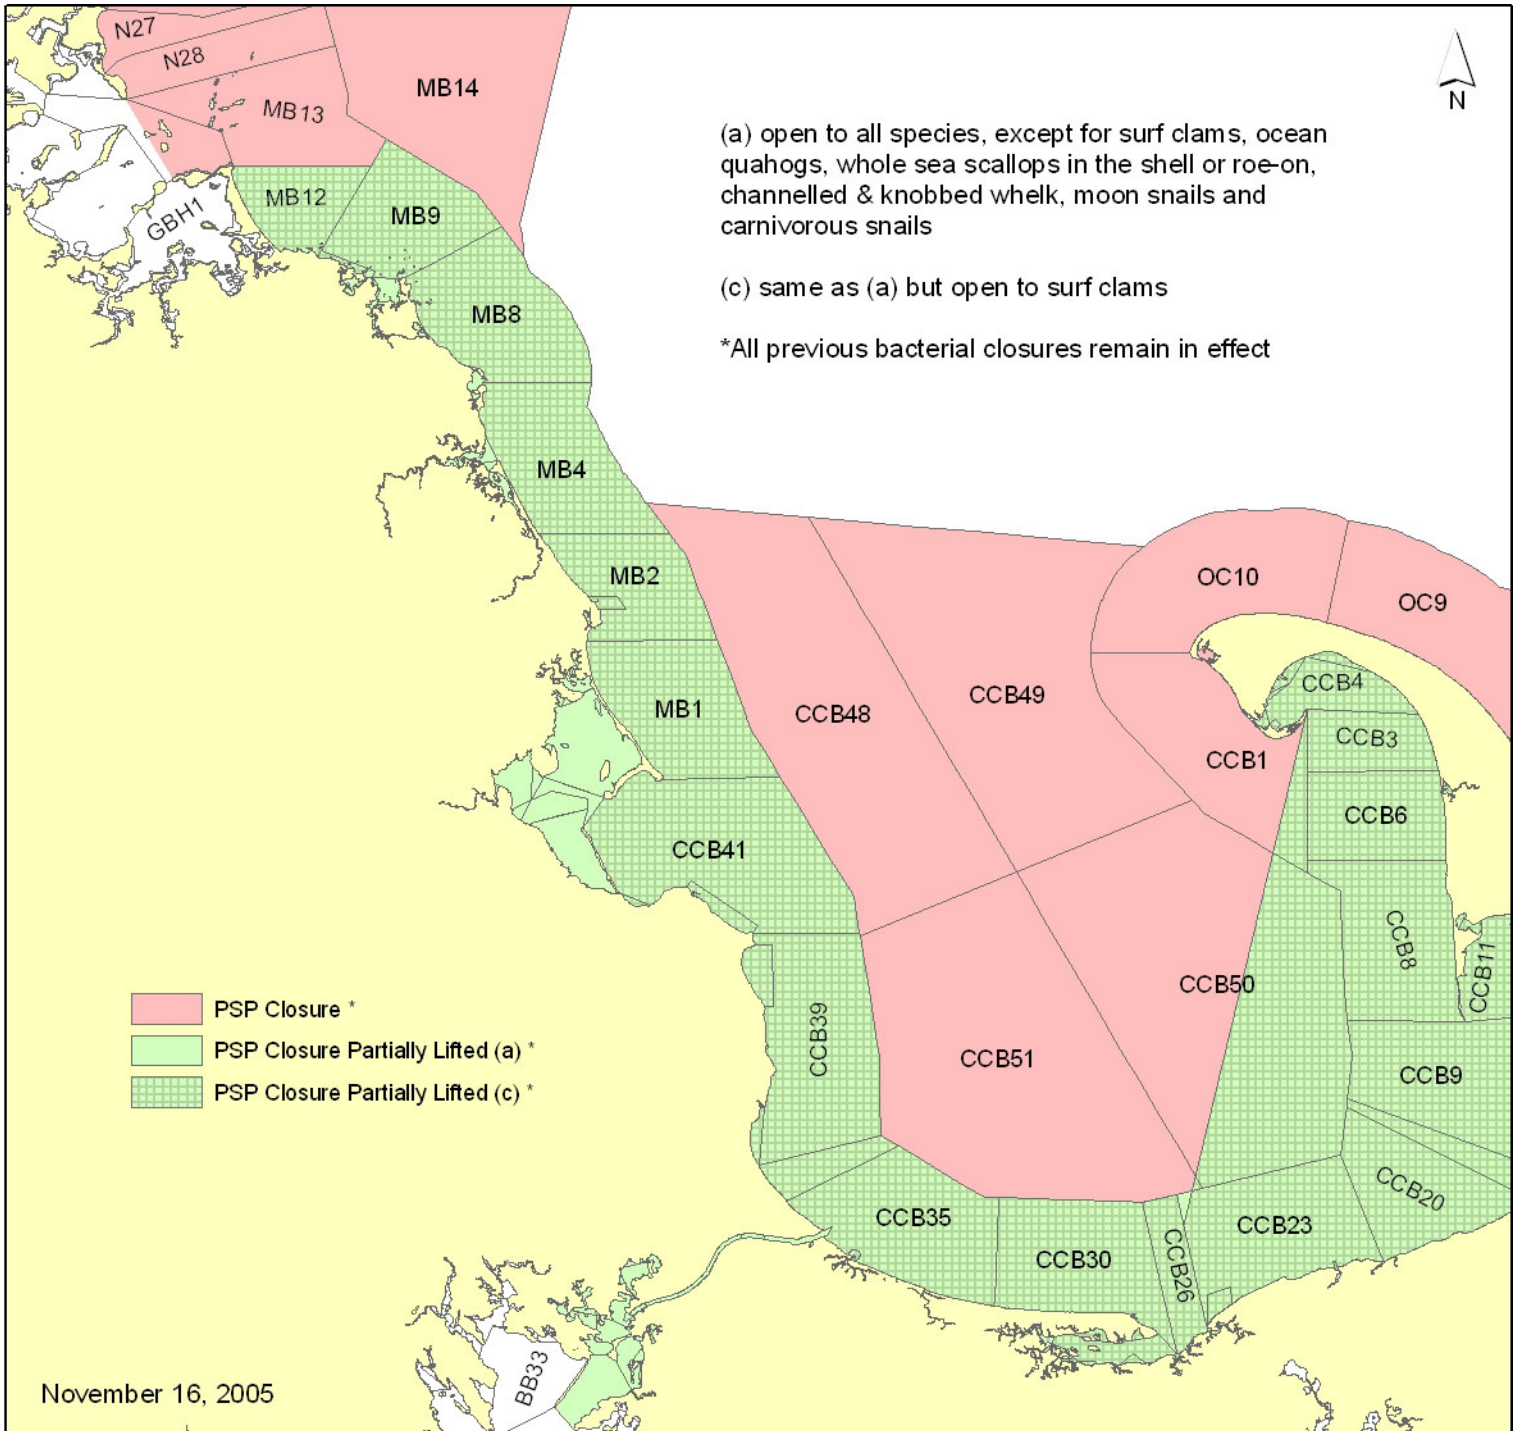 N27
N28
MB13
MB14
N
(a) open to all species, except for surf clams, ocean
quahogs, whole sea scallops in the shell or roe-on,
channelled & knobbed whelk, moon snails and
carnivorous snails
(c) same as (a) but open to surf clams
*All previous bacterial closures remain in effect
MB12
MB9
GBH1
MB8
MB4
MB2
OC10
OC9
MB1
CCB48
CCB49
CCB4
CCB3
CCB1
CCB6
CCB41
CCB8
CCB11
CCB50
CCB39
CCB51
CCB9
PSP Closure *
PSP Closure Partially Lifted (a) *
PSP Closure Partially Lifted (c) *
CCB20
CCB35
CCB30
CCB26
CCB23
BB33
November 16, 2005